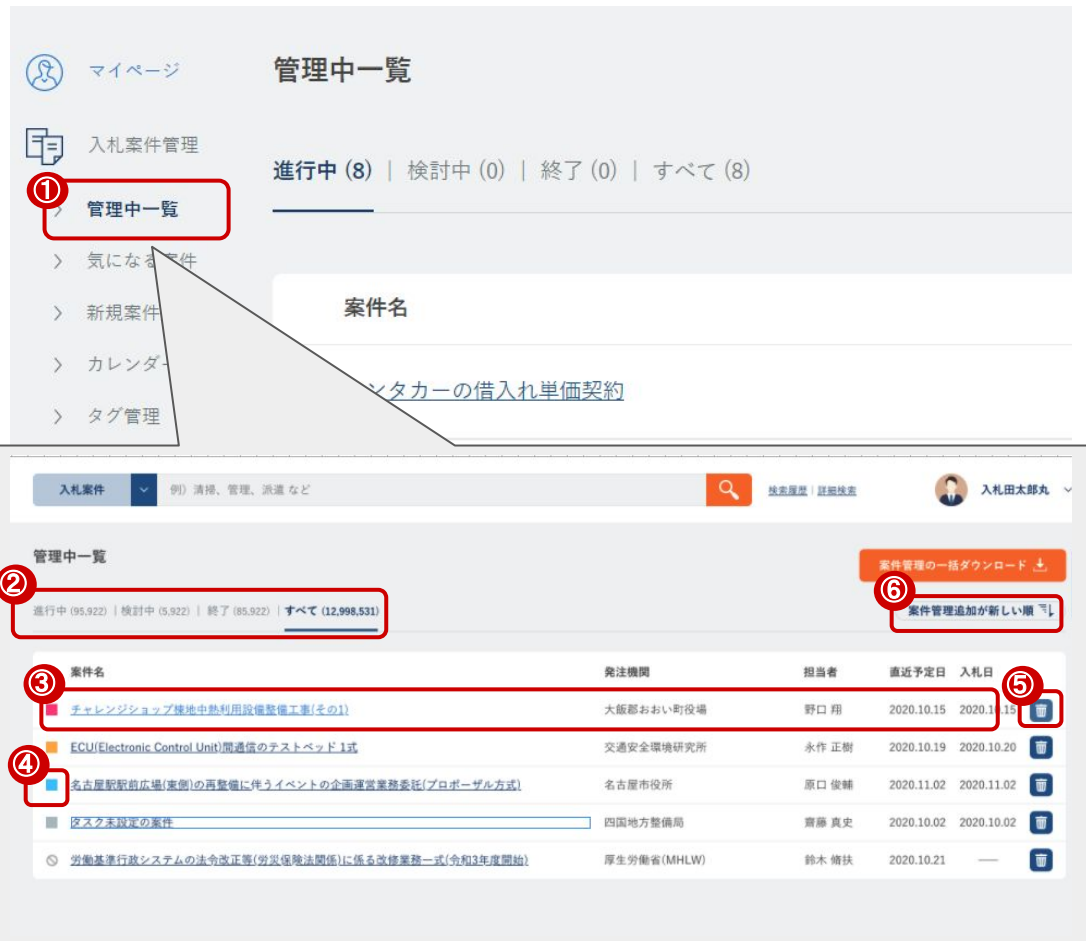 マイページ
管理中一覧
入札案件管理
進行中 (8) | 検討中 (0) | 終了 (0) | すべて (8)
①
管理中一覧
気になる案件
新規案件
案件名
カレンダー
ンタカーの借入れ単価契約
タグ管理
入札案件
例）清掃、管理、派遣 など
検索履歴 | 詳細検索
入札田太郎丸
管理中一覧
案件管理の一括ダウンロード
②
⑥
進行中 (95,922) | 検討中 (5,922) | 終了 (85,922) | すべて (12,998,531)
案件管理追加が新しい順
案件名 発注機関 担当者 直近予定日 入札日
③
⑤
チャレンジショップ棟地中熱利用設備整備工事(その1) 大飯郡おおい町役場 野口 翔 2020.10.15 2020.10.15
ECU(Electronic Control Unit)間通信のテストベッド 1式 交通安全環境研究所 永作 正樹 2020.10.19 2020.10.20
④
名古屋駅駅前広場(東側)の再整備に伴うイベントの企画運営業務委託(プロポーザル方式) 名古屋市役所 原口 俊輔 2020.11.02 2020.11.02
タスク未設定の案件 四国地方整備局 齋藤 真史 2020.10.02 2020.10.02
労働基準行政システムの法令改正等(労災保険法関係)に係る改修業務一式(令和3年度開始) 厚生労働省(MHLW) 鈴木 脩扶 2020.10.21 ―